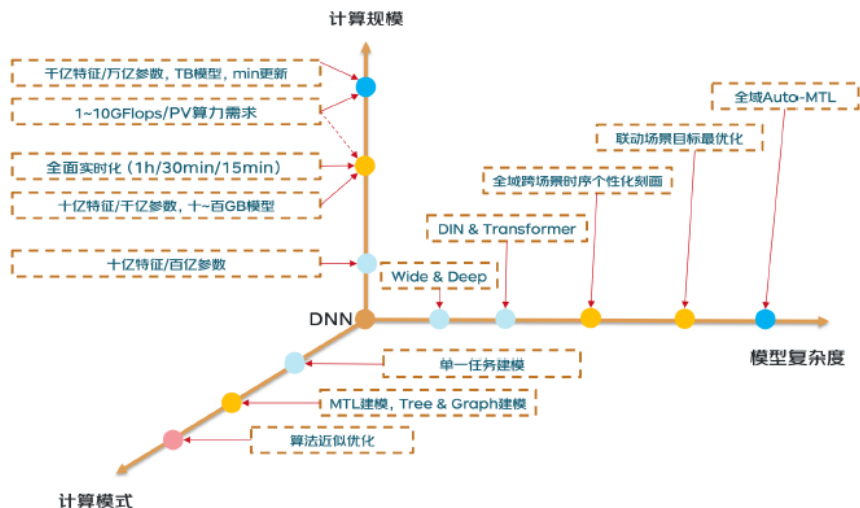 计算规模
千亿特征/万亿参数, TB模型, min更新
1~10GFlops/PV算力需求
全域Auto-MTL
联动场景目标最优化
全面实时化（1h/30min/15min）
全域跨场景时序个性化刻画
十亿特征/千亿参数, 十~百GB模型
DIN & Transformer
十亿特征/百亿参数
Wide & Deep
DNN
模型复杂度
单一任务建模
MTL建模, Tree & Graph建模
算法近似优化
计算模式